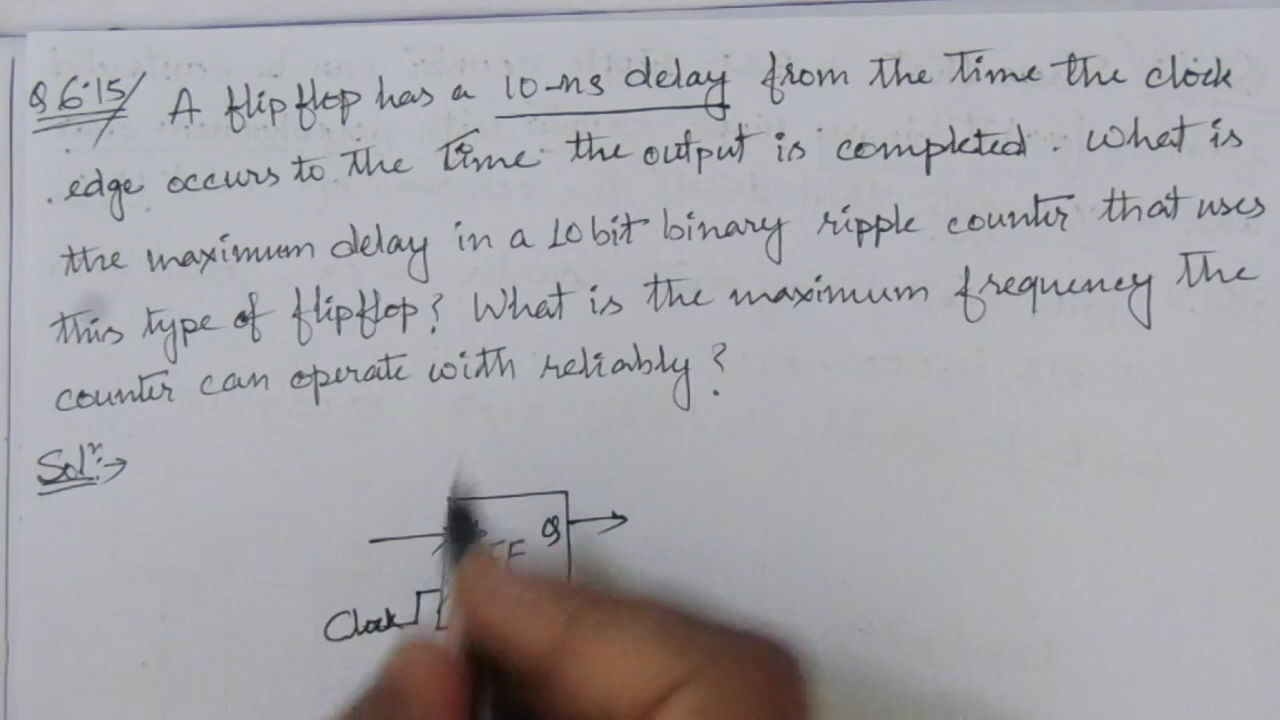 Q 6.15/ A flipflop has a 10-ns delay from the time the clock
edge occurs to the time the output is completed. What is
the maximum delay in a 10 bit binary ripple counter that uses
this type of flipflop? What is the maximum frequency the
counter can operate with reliably?
Solⁿ:→
Q
Clock